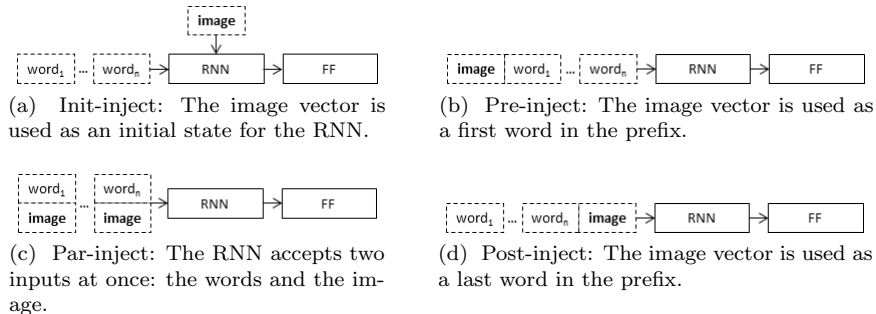 image
word₁ ... wordₙ RNN FF
(a) Init-inject: The image vector is
used as an initial state for the RNN.
image word₁ ... wordₙ RNN FF
(b) Pre-inject: The image vector is used as
a first word in the prefix.
word₁ ... wordₙ
image image
RNN FF
(c) Par-inject: The RNN accepts two
inputs at once: the words and the im-
age.
word₁ ... wordₙ image RNN FF
(d) Post-inject: The image vector is used as
a last word in the prefix.